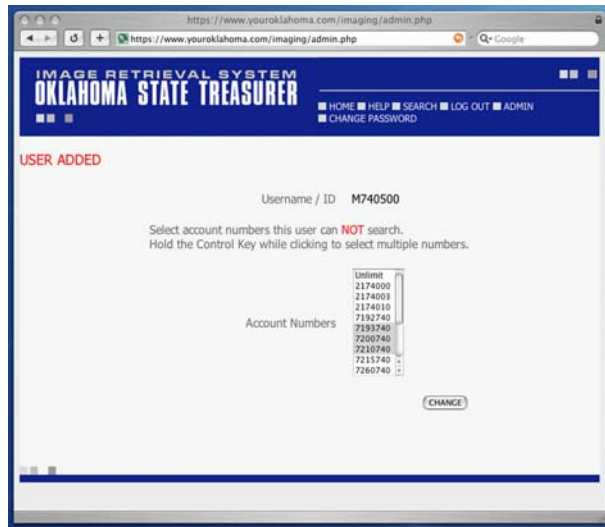 https://www.youroklahoma.com/imaging/admin.php
https://www.youroklahoma.com/imaging/admin.php
Google
IMAGE RETRIEVAL SYSTEM
OKLAHOMA STATE TREASURER
HOME HELP SEARCH LOG OUT ADMIN
CHANGE PASSWORD
USER ADDED
Username / ID M740500
Select account numbers this user can NOT search.
Hold the Control Key while clicking to select multiple numbers.
Account Numbers
Unlimit
2174000
2174003
2174010
7192740
7193740
7200740
7210740
7215740
7260740
CHANGE